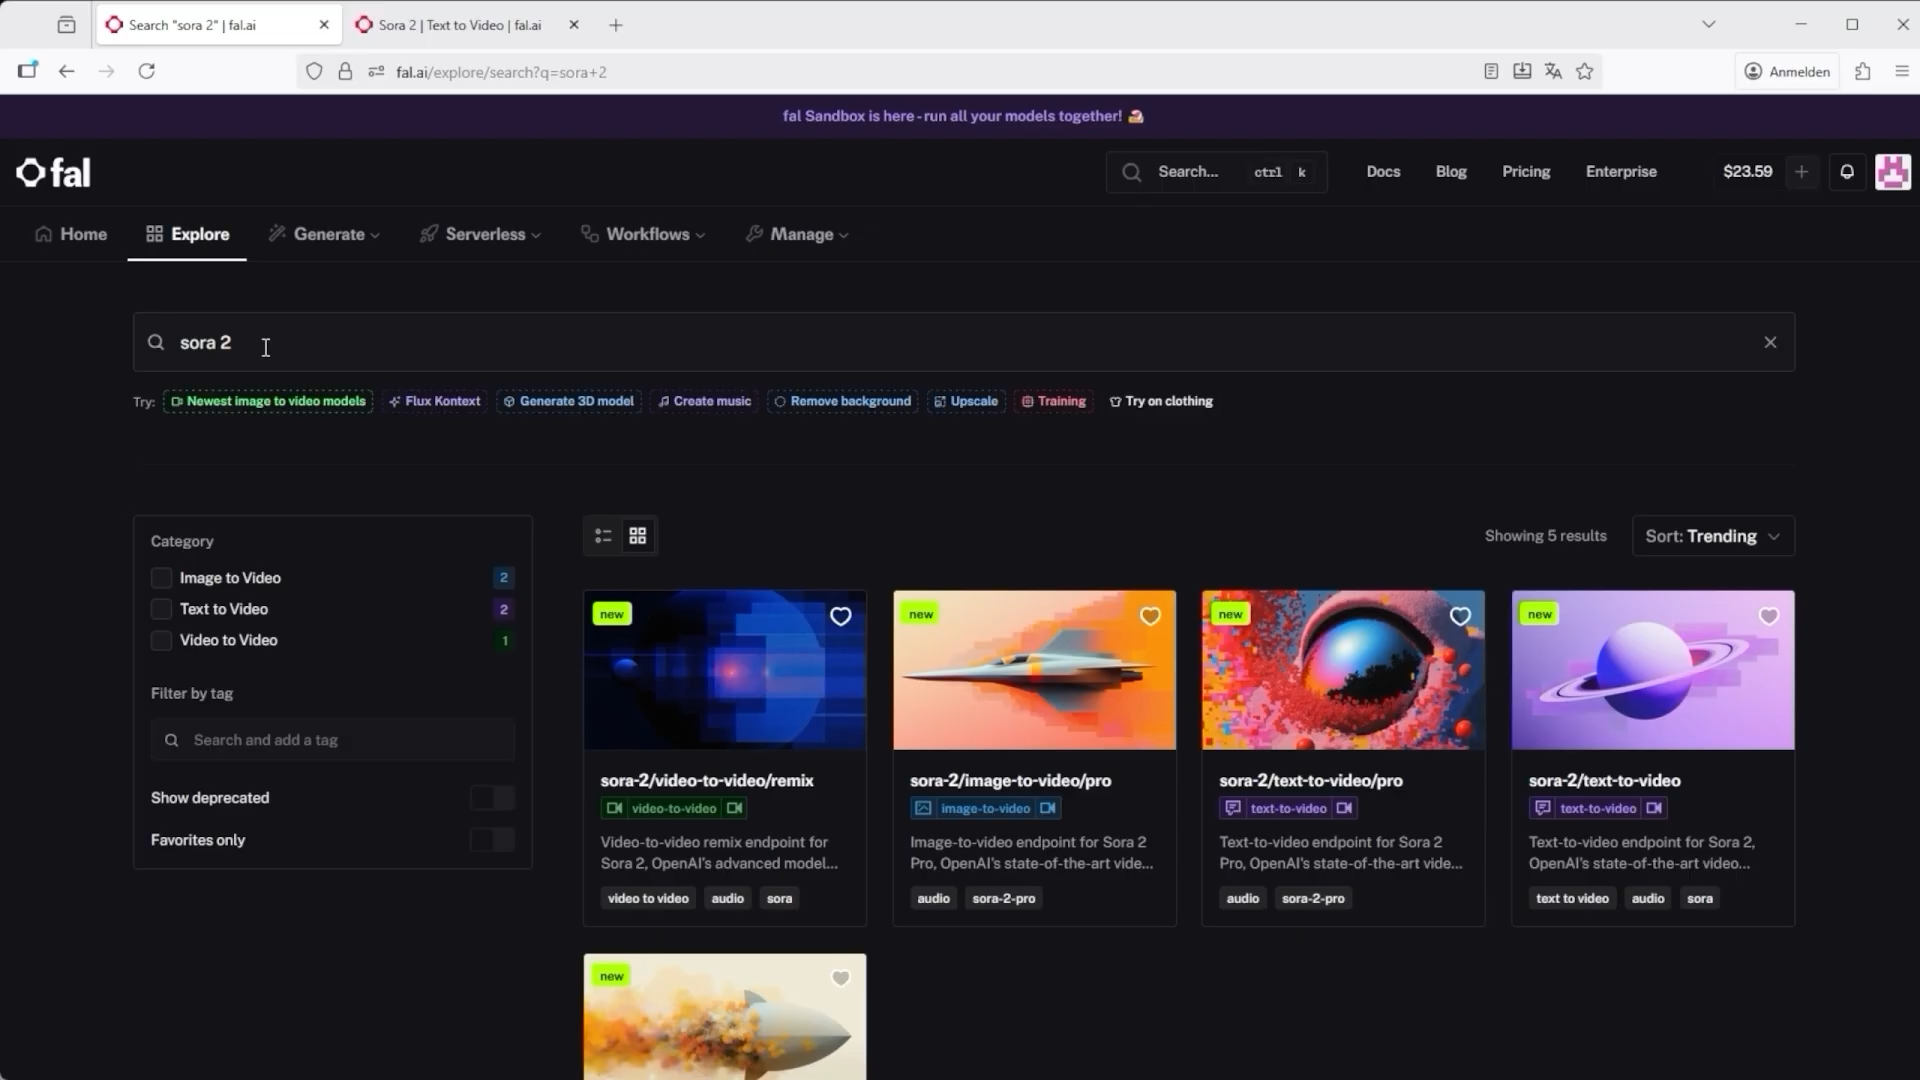 Search "sora 2" | fal.ai
Sora 2 | Text to Video | fal.ai
fal.ai/explore/search?q=sora+2
Anmelden
fal Sandbox is here - run all your models together!
fal
Search...
ctrl k
Docs
Blog
Pricing
Enterprise
$23.59
Home
Explore
Generate
Serverless
Workflows
Manage
sora 2
Try:
Newest image to video models
Flux Kontext
Generate 3D model
Create music
Remove background
Upscale
Training
Try on clothing
Category
Image to Video 2
Text to Video 2
Video to Video 1
Filter by tag
Search and add a tag
Show deprecated
Favorites only
Showing 5 results
Sort: Trending
new
sora-2/video-to-video/remix
video-to-video
Video-to-video remix endpoint for
Sora 2, OpenAI's advanced model...
video to video audio sora
new
sora-2/image-to-video/pro
image-to-video
Image-to-video endpoint for Sora 2
Pro, OpenAI's state-of-the-art vide...
audio sora-2-pro
new
sora-2/text-to-video/pro
text-to-video
Text-to-video endpoint for Sora 2
Pro, OpenAI's state-of-the-art vide...
audio sora-2-pro
new
sora-2/text-to-video
text-to-video
Text-to-video endpoint for Sora 2,
OpenAI's state-of-the-art video...
text to video audio sora
new